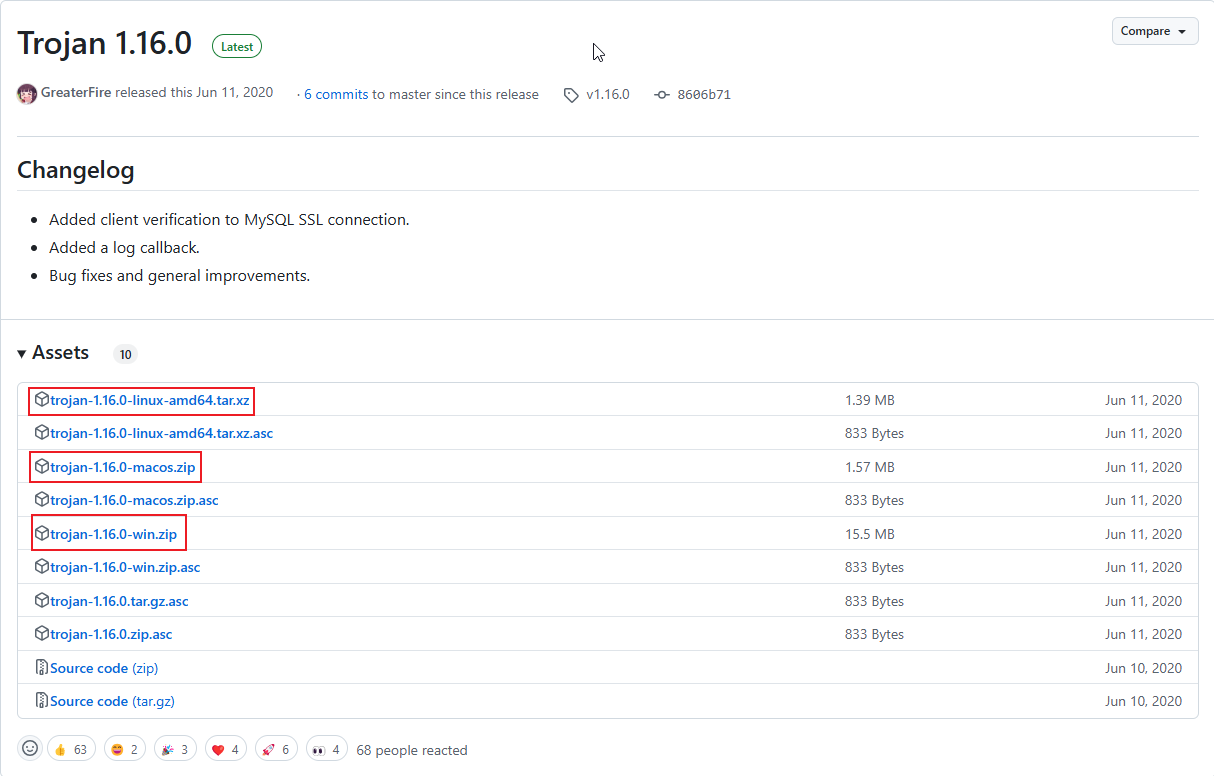 Trojan 1.16.0 Latest Compare
GreaterFire released this Jun 11, 2020 · 6 commits to master since this release v1.16.0 8606b71
Changelog
• Added client verification to MySQL SSL connection.
• Added a log callback.
• Bug fixes and general improvements.
Assets 10
trojan-1.16.0-linux-amd64.tar.xz 1.39 MB Jun 11, 2020
trojan-1.16.0-linux-amd64.tar.xz.asc 833 Bytes Jun 11, 2020
trojan-1.16.0-macos.zip 1.57 MB Jun 11, 2020
trojan-1.16.0-macos.zip.asc 833 Bytes Jun 11, 2020
trojan-1.16.0-win.zip 15.5 MB Jun 11, 2020
trojan-1.16.0-win.zip.asc 833 Bytes Jun 11, 2020
trojan-1.16.0.tar.gz.asc 833 Bytes Jun 11, 2020
trojan-1.16.0.zip.asc 833 Bytes Jun 11, 2020
Source code (zip) Jun 10, 2020
Source code (tar.gz) Jun 10, 2020
👍 63 😄 2 🎉 3 ❤️ 4 🚀 6 👀 4 68 people reacted